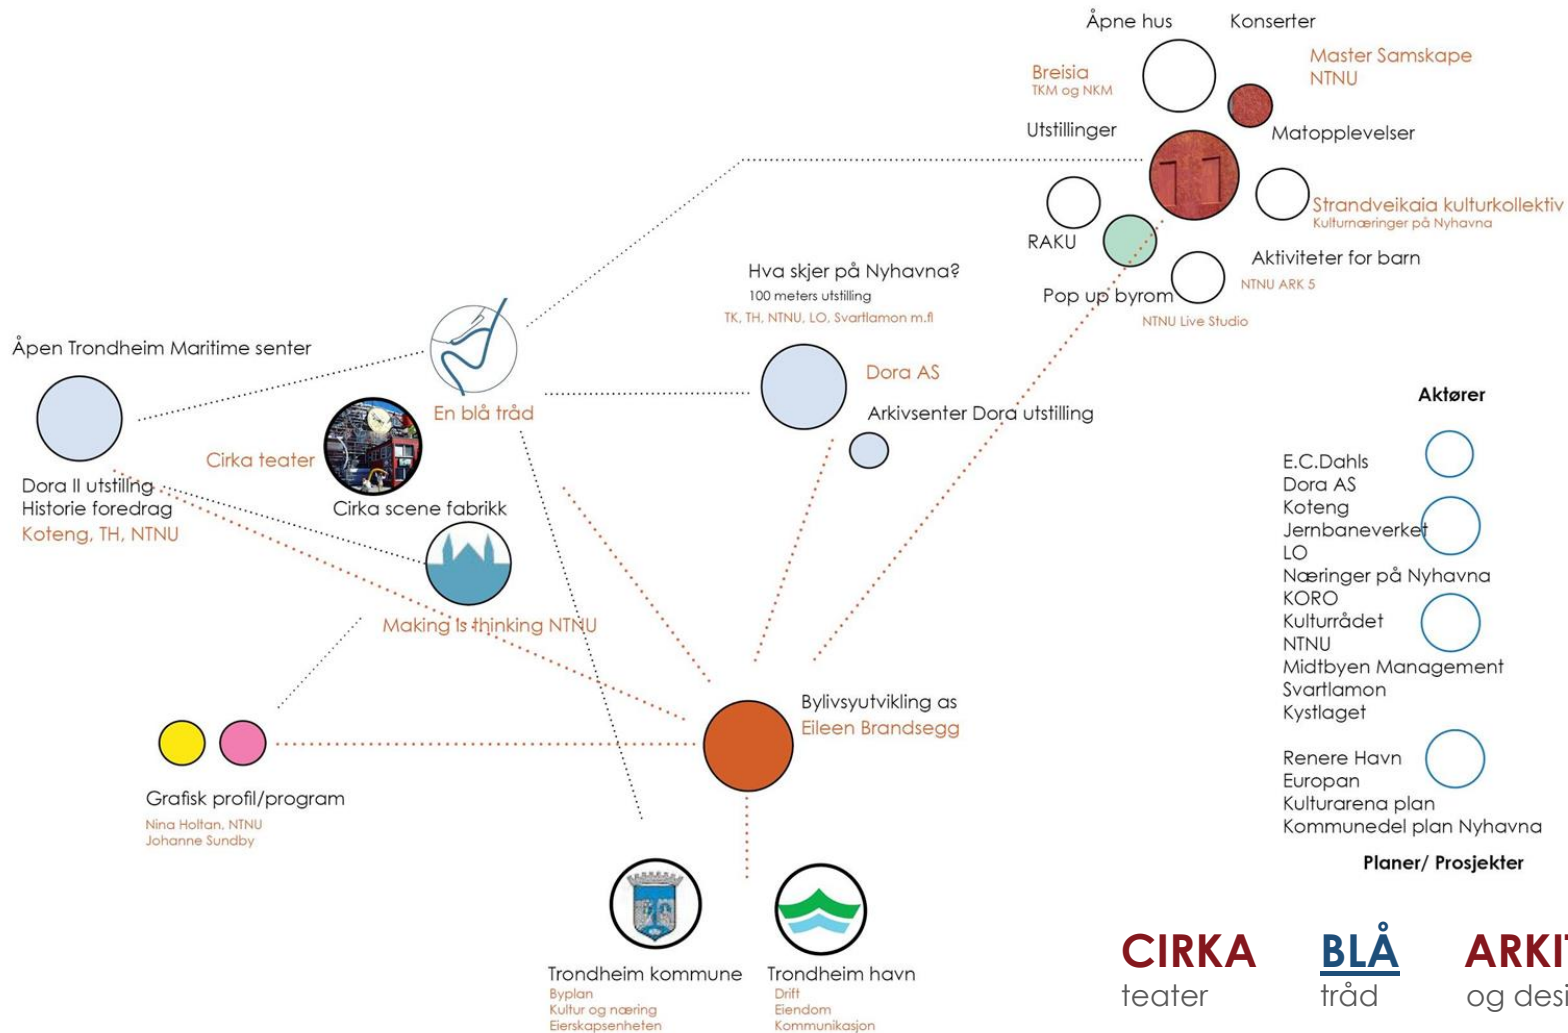 Åpne hus
Konserter
Master Samskape
NTNU
Breisia
TKM og NKM
Utstillinger
Matopplevelser
Strandveikaia kulturkollektiv
Kulturnæringer på Nyhavna
RAKU
Aktiviteter for barn
NTNU ARK 5
Pop up byrom
NTNU Live Studio
Hva skjer på Nyhavna?
100 meters utstilling
TK, TH, NTNU, LO, Svartlamon m.fl
Dora AS
Arkivsenter Dora utstilling
Åpen Trondheim Maritime senter
En blå tråd
Cirka teater
Cirka scene fabrikk
Dora II utstilling
Historie foredrag
Koteng, TH, NTNU
Making is thinking NTNU
Bylivsyutvikling as
Eileen Brandsegg
Grafisk profil/program
Nina Holtan, NTNU
Johanne Sundby
Trondheim kommune
Byplan
Kultur og næring
Eierskapsenheten
Trondheim havn
Drift
Eiendom
Kommunikasjon
Aktører
E.C.Dahls
Dora AS
Koteng
Jernbaneverket
LO
Næringer på Nyhavna
KORO
Kulturrådet
NTNU
Midtbyen Management
Svartlamon
Kystlaget
Renere Havn
Europan
Kulturarena plan
Kommunedel plan Nyhavna
Planer/ Prosjekter
CIRKA
teater
BLÅ
tråd
ARKI
og desi